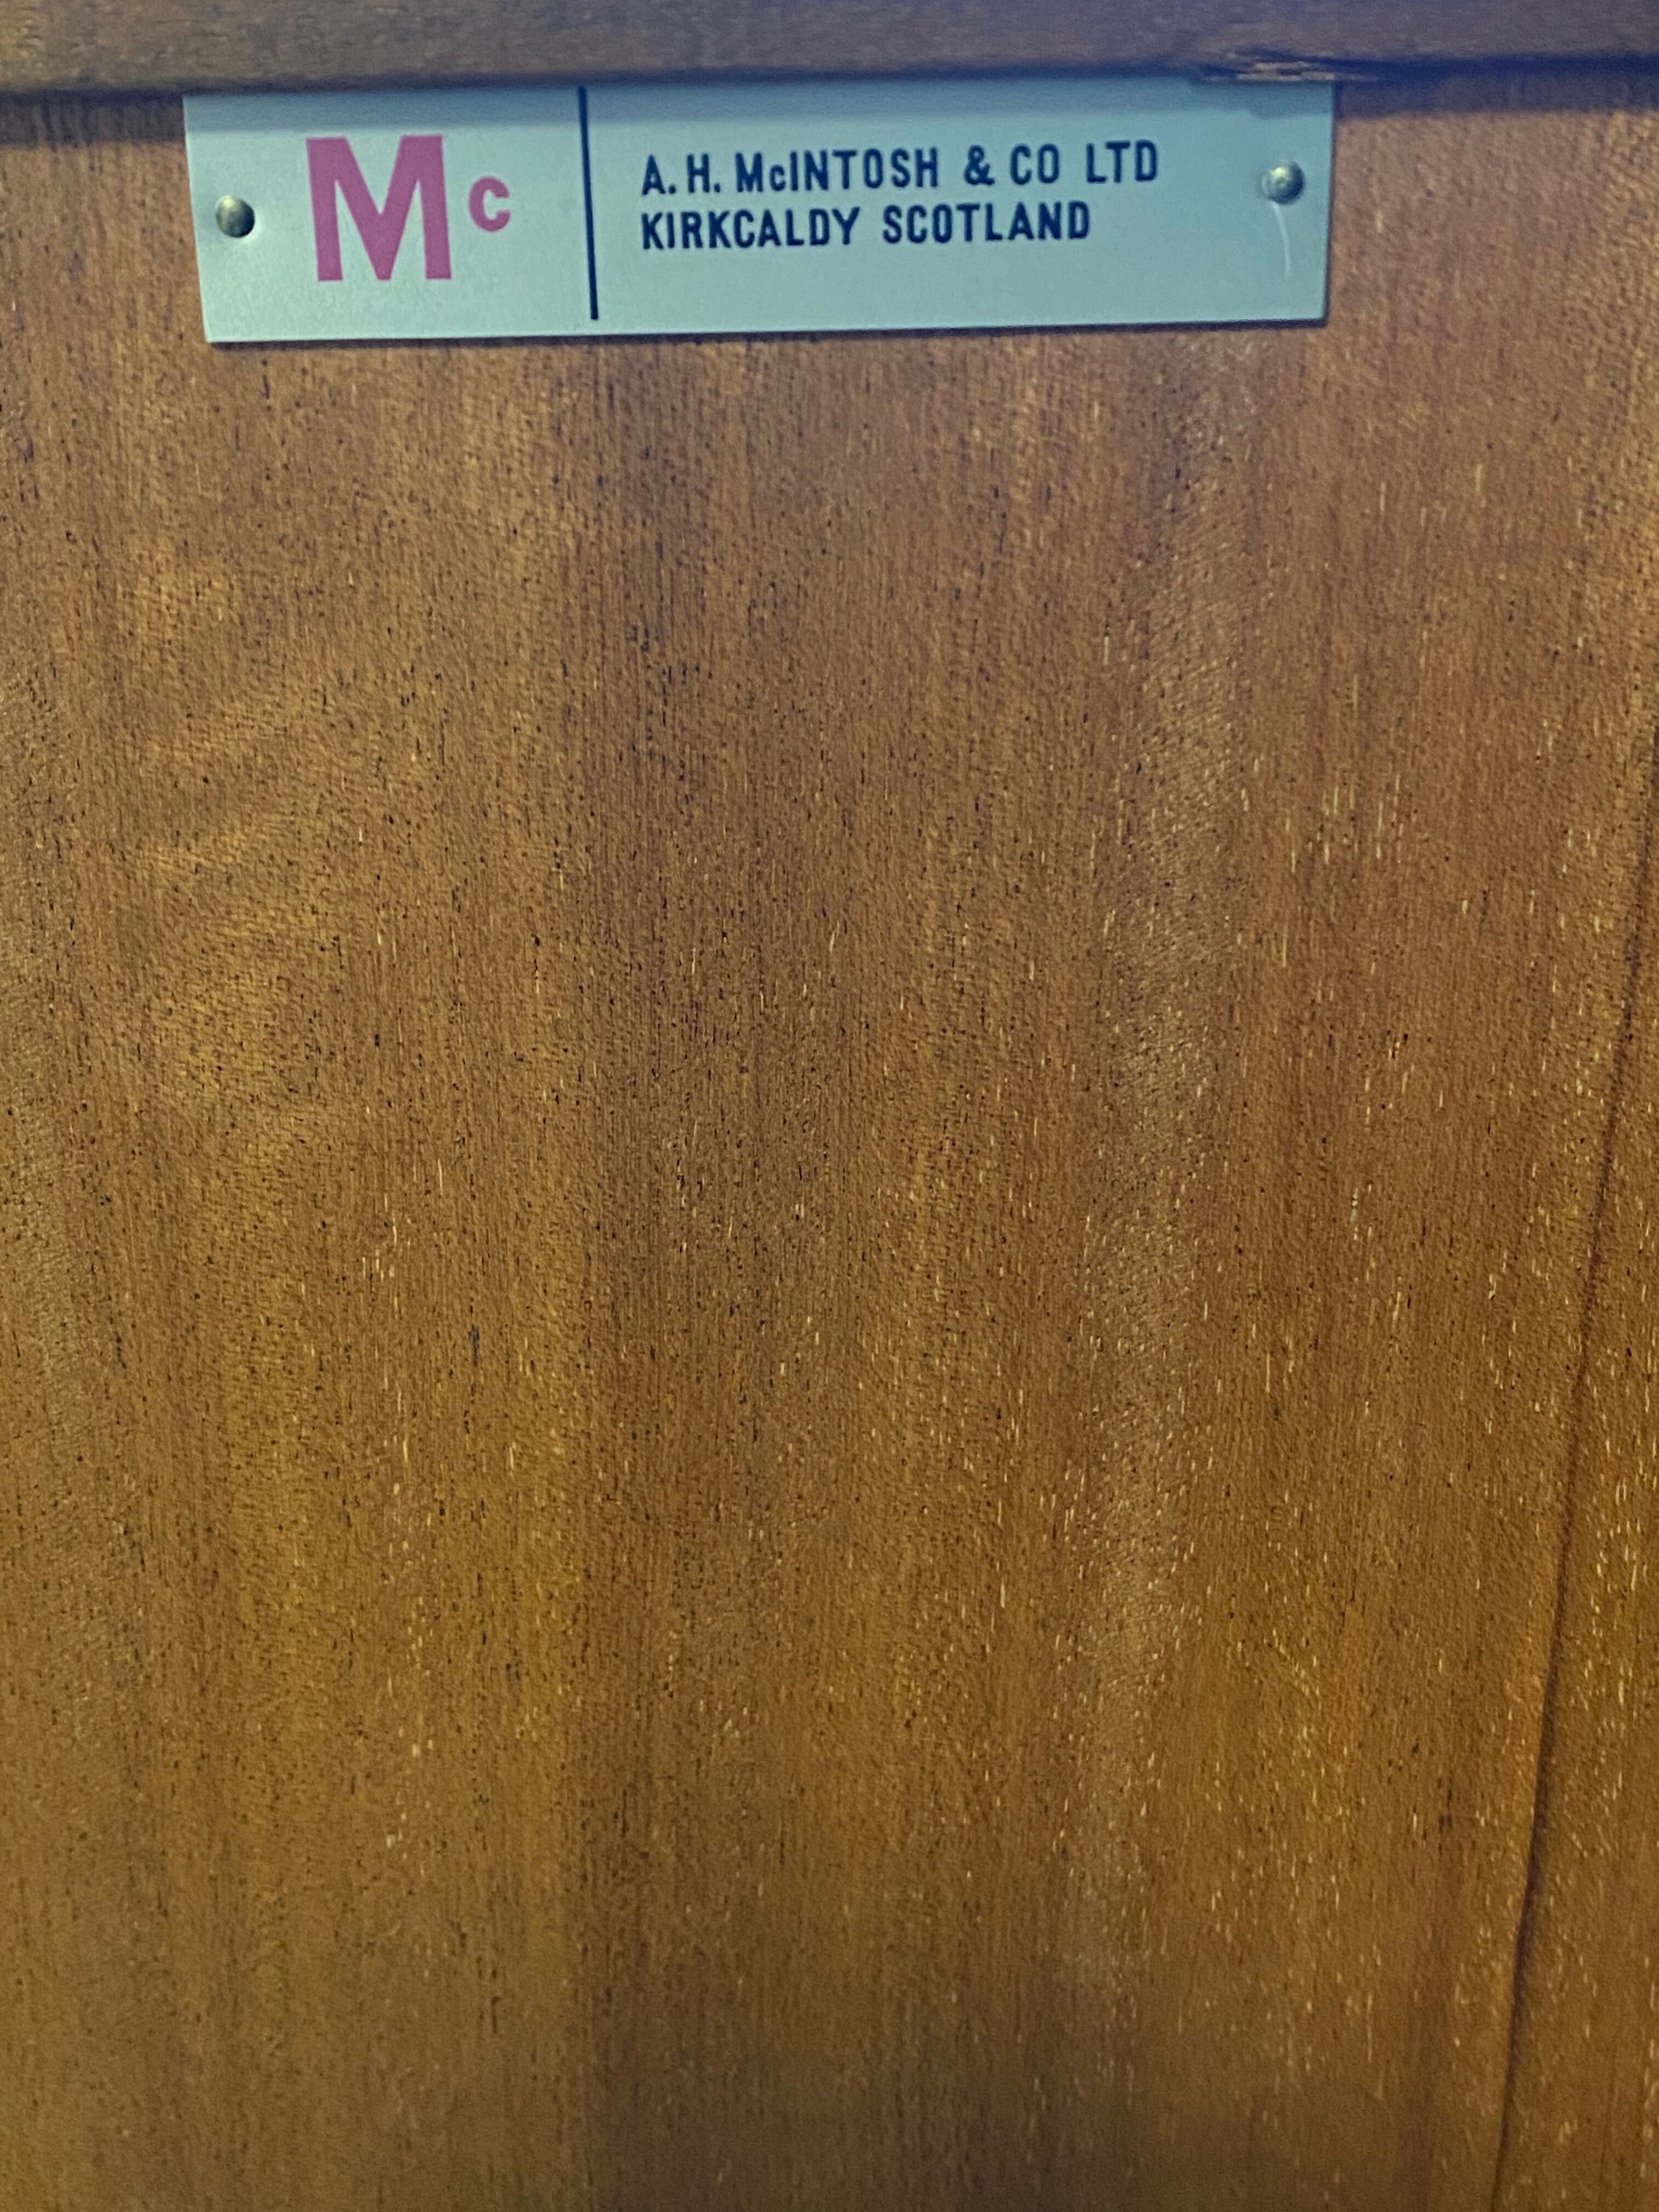 Mc
A. H. McINTOSH & CO LTD
KIRKCALDY SCOTLAND